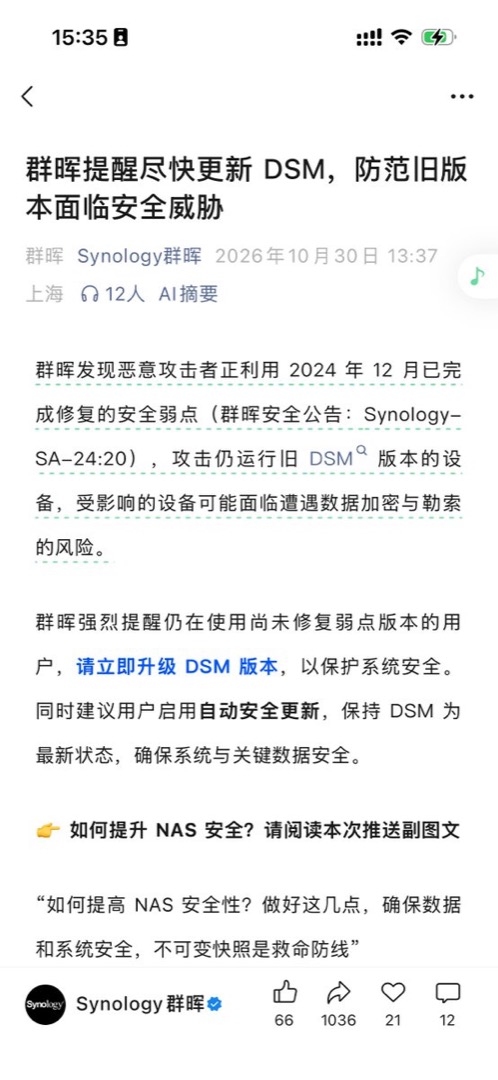 15:35
群晖提醒尽快更新 DSM，防范旧版
本面临安全威胁
群晖 Synology群晖 2026年10月30日 13:37
上海 12人 AI摘要
群晖发现恶意攻击者正利用 2024 年 12 月已完
成修复的安全弱点（群晖安全公告：Synology-
SA-24:20），攻击仍运行旧 DSM 版本的设
备，受影响的设备可能面临遭遇数据加密与勒索
的风险。
群晖强烈提醒仍在使用尚未修复弱点版本的用
户，请立即升级 DSM 版本，以保护系统安全。
同时建议用户启用自动安全更新，保持 DSM 为
最新状态，确保系统与关键数据安全。
👉 如何提升 NAS 安全？请阅读本次推送副图文
“如何提高 NAS 安全性？做好这几点，确保数据
和系统安全，不可变快照是救命防线”
Synology Synology群晖
66 1036 21 12